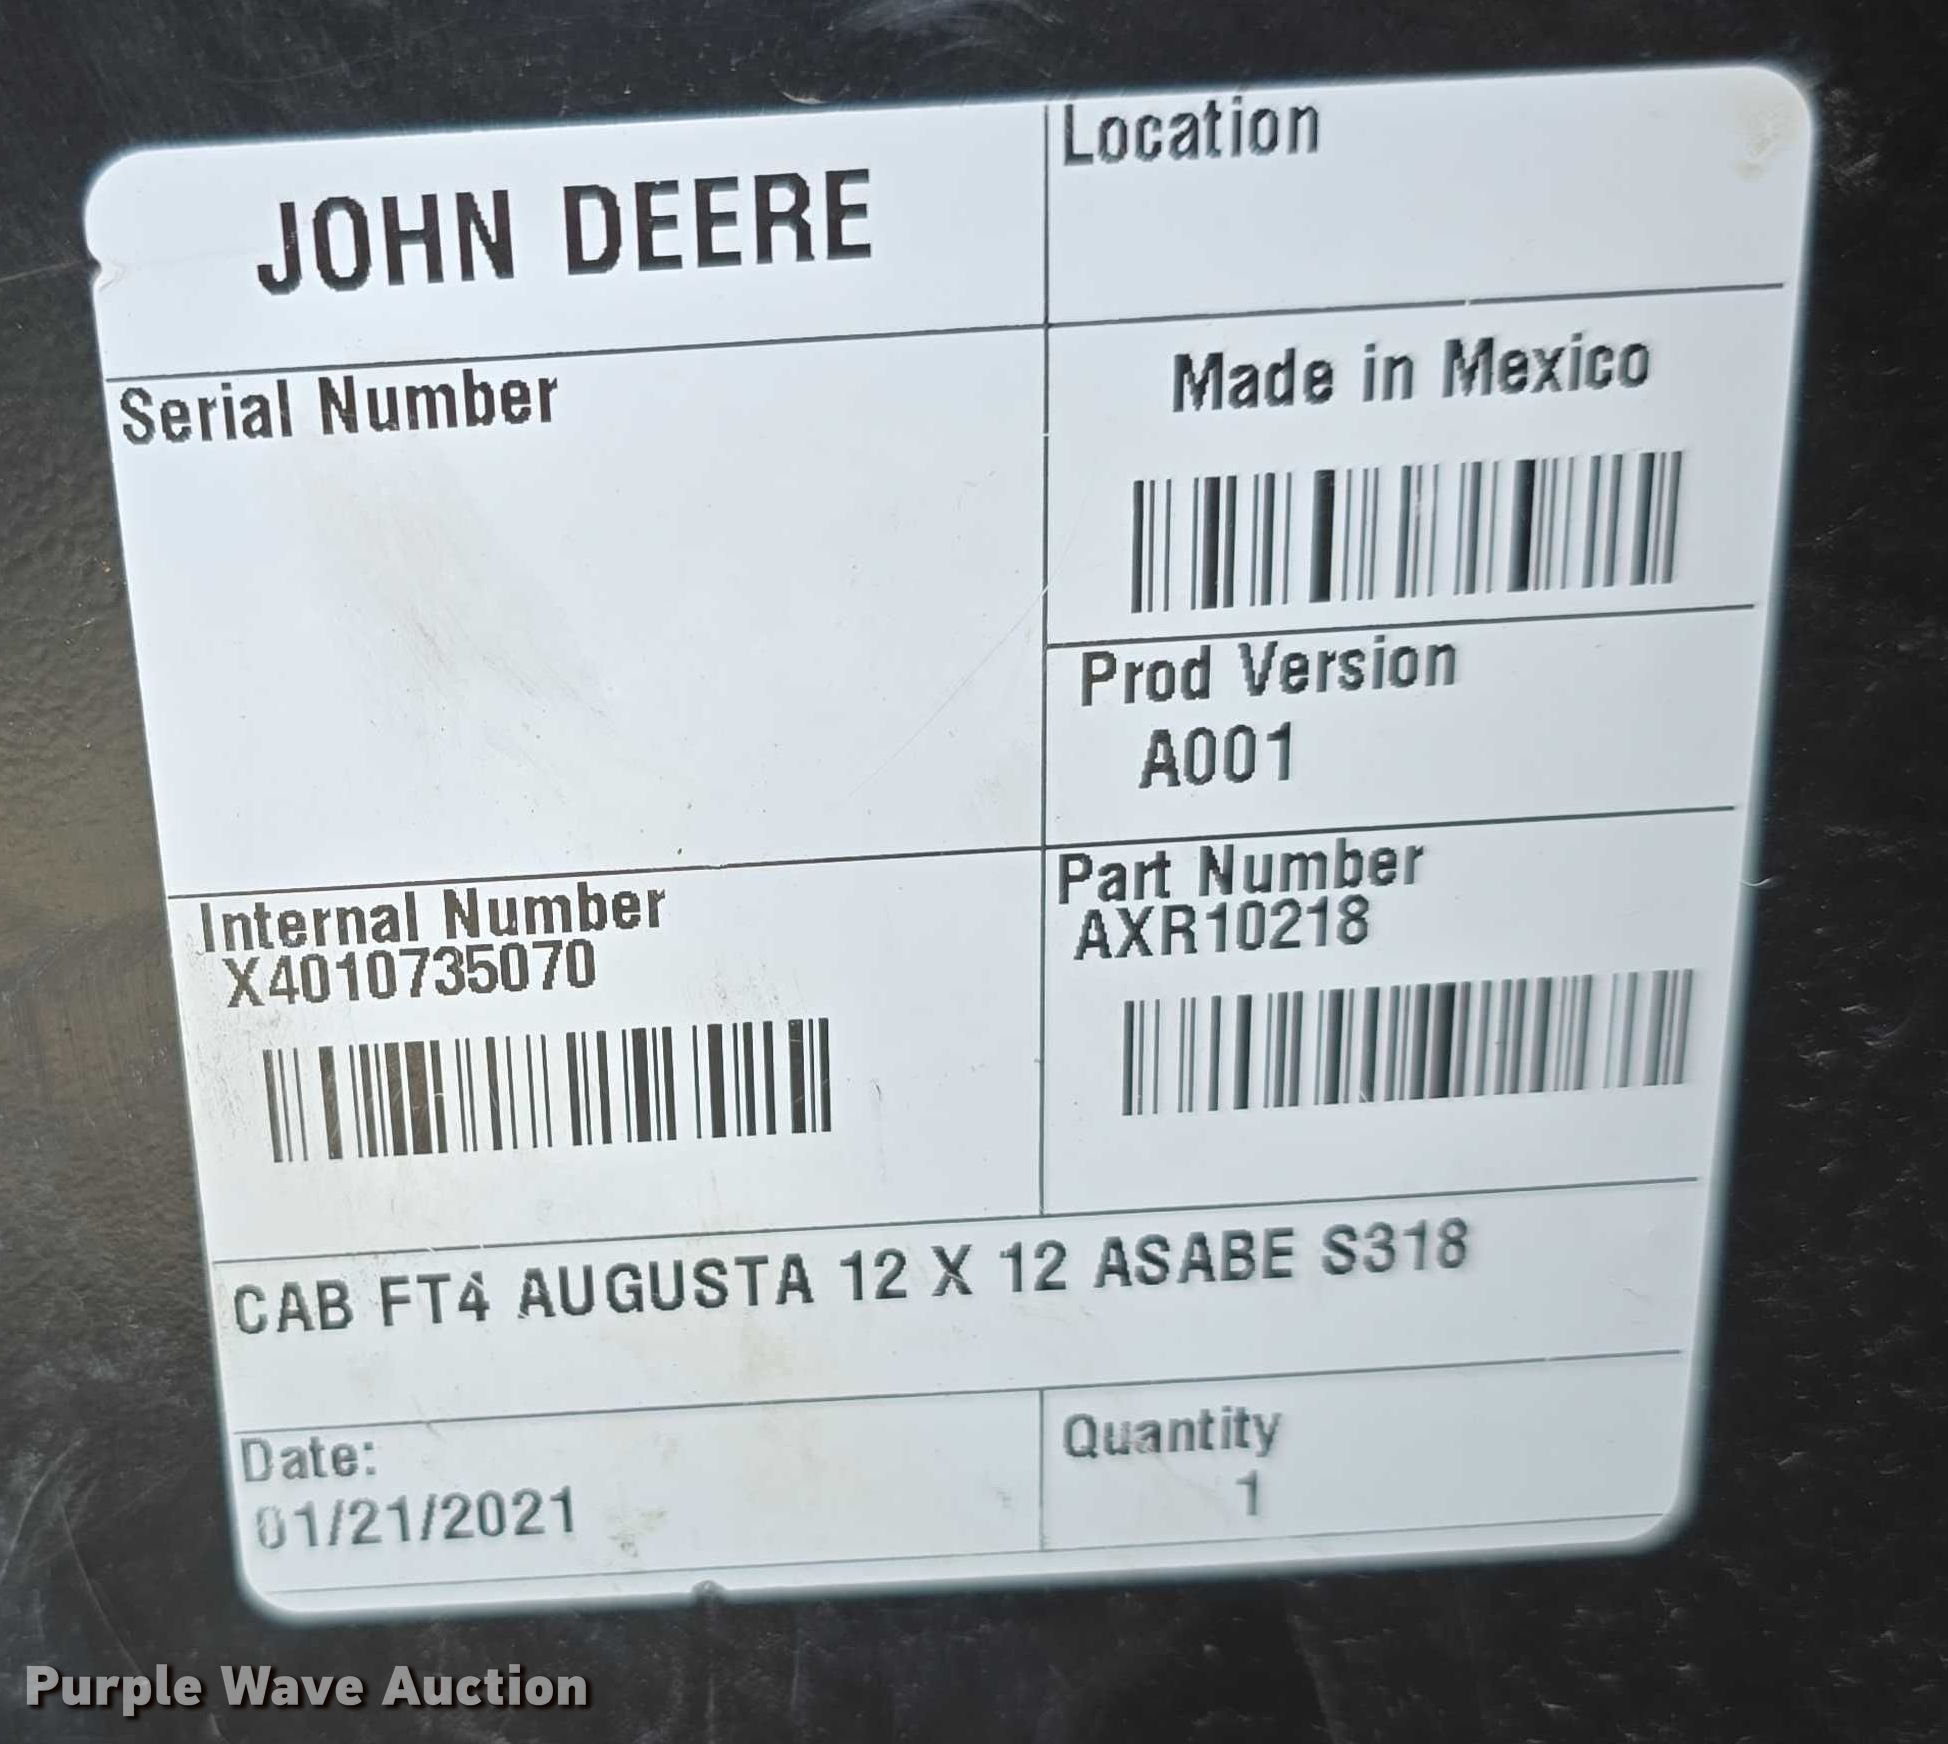 JOHN DEERE
Location
Serial Number
Made in Mexico
Prod Version
A001
Internal Number
X4010735070
Part Number
AXR10218
CAB FT4 AUGUSTA 12 X 12 ASABE S318
Date:
01/21/2021
Quantity
1
Purple Wave Auction